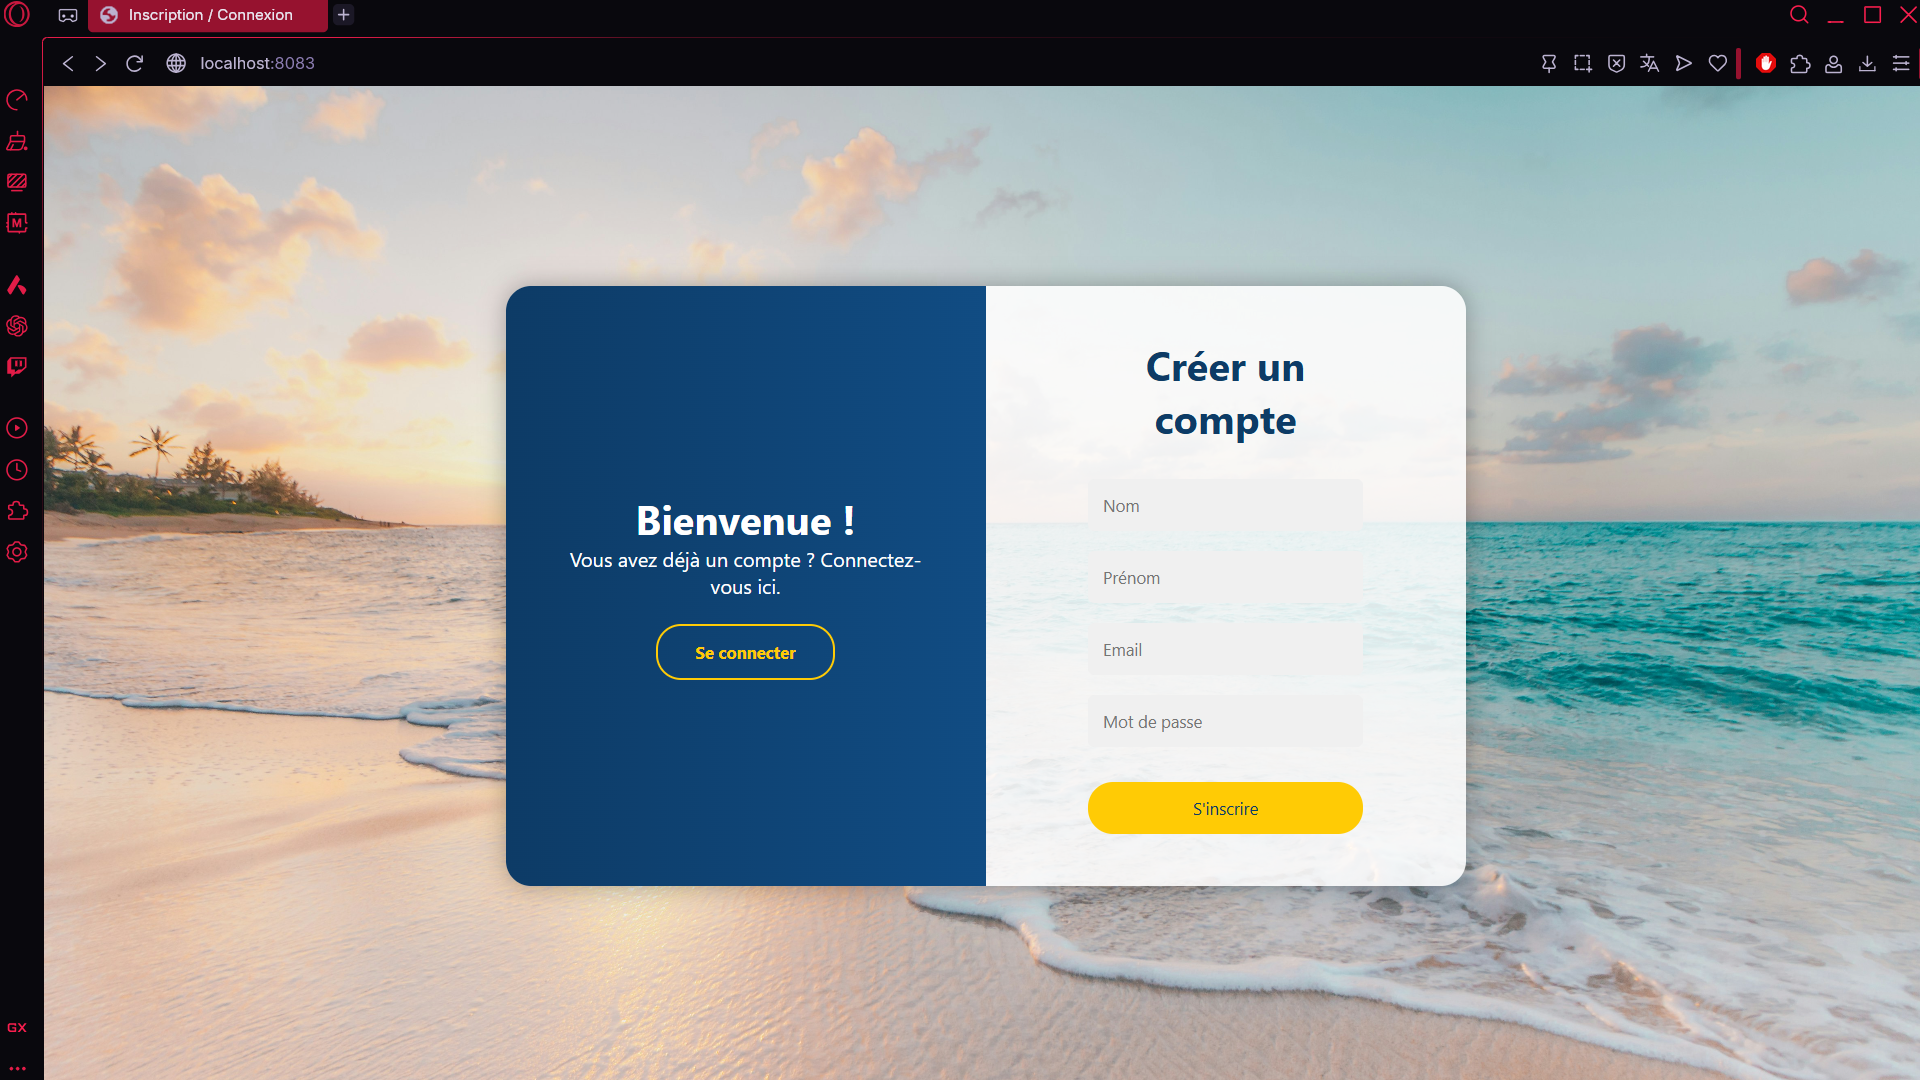 Inscription / Connexion
localhost:8083
M
Bienvenue !
Vous avez déjà un compte ? Connectez-
vous ici.
Se connecter
Créer un
compte
Nom
Prénom
Email
Mot de passe
S'inscrire
GX